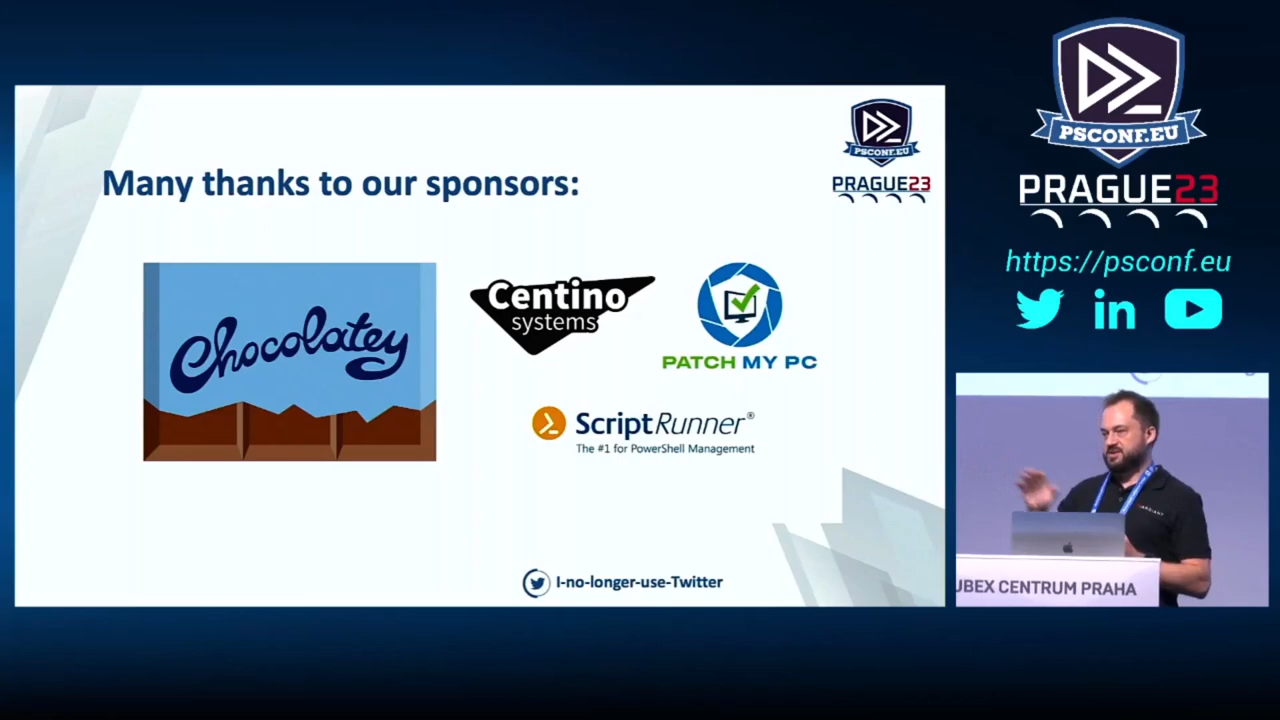 Many thanks to our sponsors:
PSCONF.EU
PRAGUE23
Chocolatey
Centino
systems
PATCH MY PC
ScriptRunner®
The #1 for PowerShell Management
I-no-longer-use-Twitter
PSCONF.EU
PRAGUE23
https://psconf.eu
in
UBEX CENTRUM PRAHA